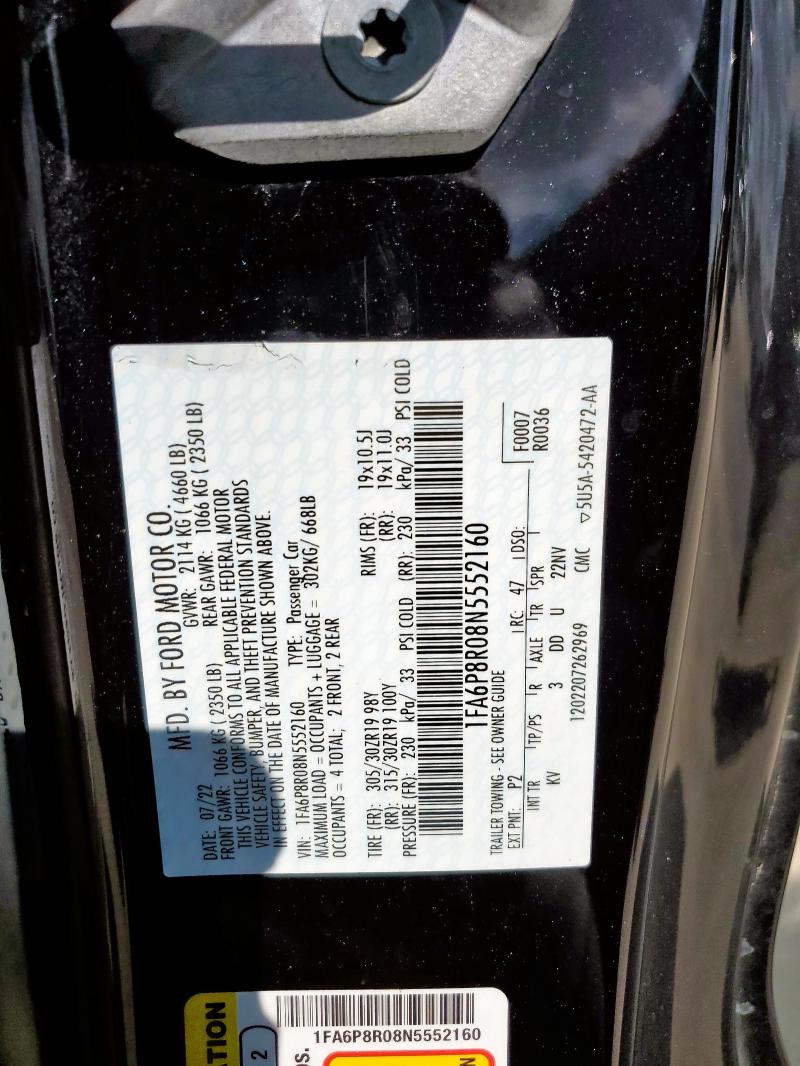 MFD. BY FORD MOTOR CO.
DATE: 07/22 GVWR: 2114 KG ( 4660 LB)
FRONT GAWR: 1066 KG ( 2350 LB) REAR GAWR: 1066 KG ( 2350 LB)
THIS VEHICLE CONFORMS TO ALL APPLICABLE FEDERAL MOTOR
VEHICLE SAFETY, BUMPER, AND THEFT PREVENTION STANDARDS
IN EFFECT ON THE DATE OF MANUFACTURE SHOWN ABOVE.
VIN: 1FA6P8R08N5552160 TYPE: Passenger Car
MAXIMUM LOAD = OCCUPANTS + LUGGAGE = 302KG/ 668LB
OCCUPANTS = 4 TOTAL; 2 FRONT, 2 REAR
TIRE (FR): 305/30ZR19 98Y RIMS (FR): 19x10.5J
(RR): 315/30ZR19 100Y (RR): 19x11.0J
PRESSURE (FR): 230 kPa/ 33 PSI COLD (RR): 230 kPa/ 33 PSI COLD
1FA6P8R08N5552160
TRAILER TOWING - SEE OWNER GUIDE
EXT PNT: P2 RC: 47 DSO: F0007
R0036
INT TR TP/PS R AXLE TR SPR
KV 3 DD U 22NV
1202207262969 CMC ▽5U5A-5420472-AA
1FA6P8R08N5552160
2